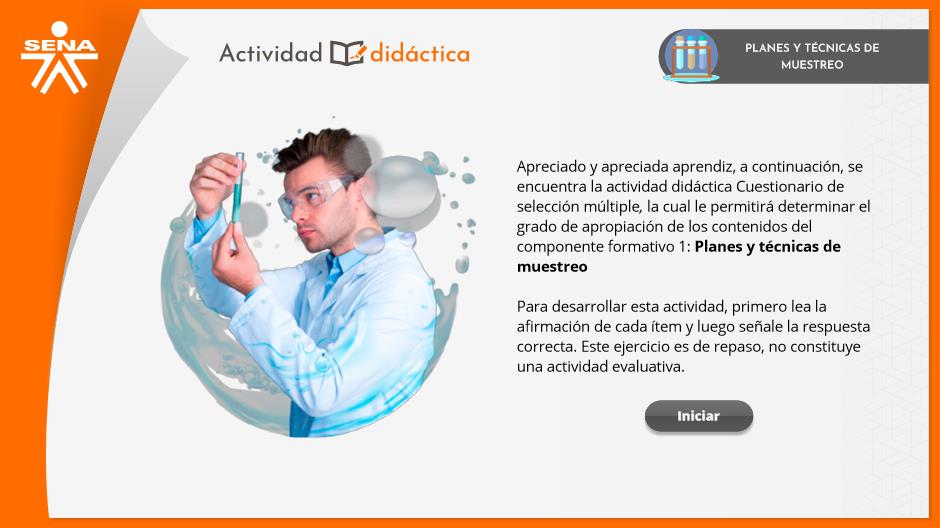 SENA
Actividad didáctica
PLANES Y TÉCNICAS DE
MUESTREO
Apreciado y apreciada aprendiz, a continuación, se
encuentra la actividad didáctica Cuestionario de
selección múltiple, la cual le permitirá determinar el
grado de apropiación de los contenidos del
componente formativo 1: Planes y técnicas de
muestreo
Para desarrollar esta actividad, primero lea la
afirmación de cada ítem y luego señale la respuesta
correcta. Este ejercicio es de repaso, no constituye
una actividad evaluativa.
Iniciar